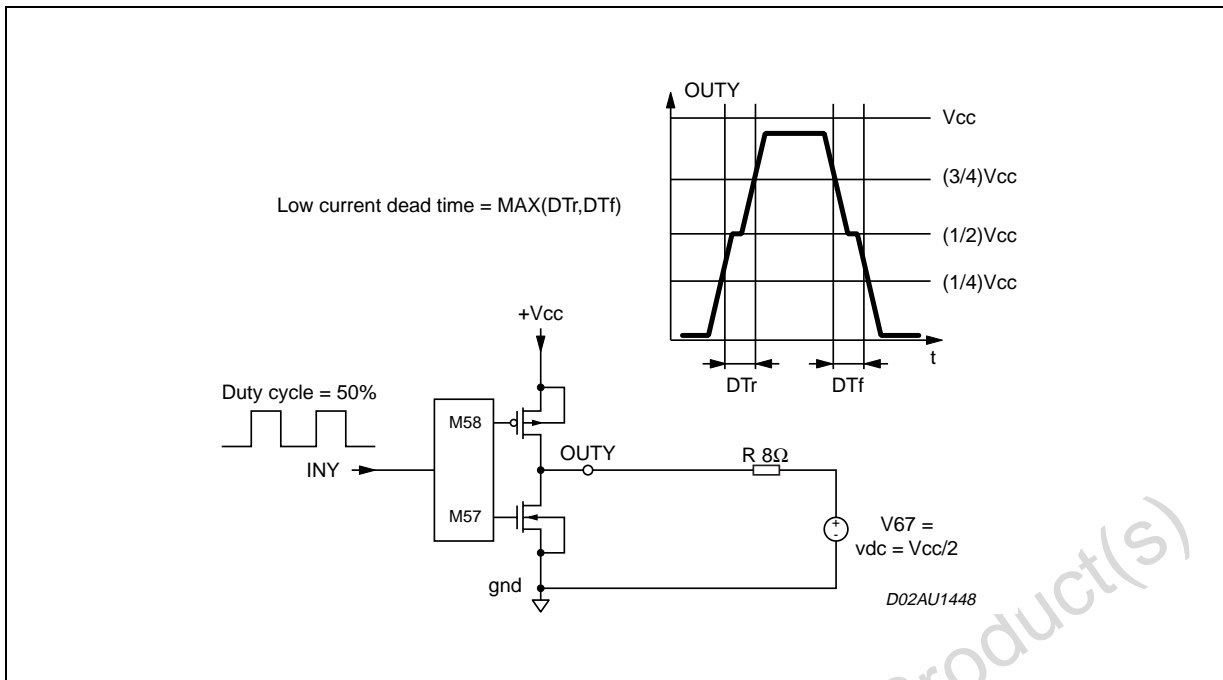 OUTY
Vcc
(3/4)Vcc
Low current dead time = MAX(DTr,DTf)
(1/2)Vcc
(1/4)Vcc
+Vcc
t
DTr
DTf
Duty cycle = 50%
M58
OUTY
R 8Ω
INY
M57
V67 =
vdc = Vcc/2
+
-
gnd
D02AU1448
Product(s)